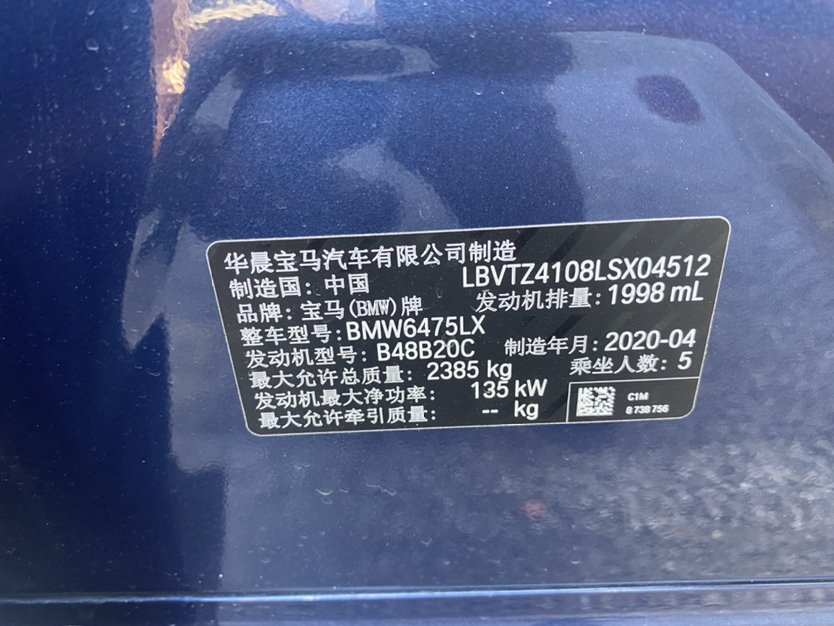 华晨宝马汽车有限公司制造
制造国：中国 LBVTZ4108LSX04512
品牌：宝马(BMW)牌 发动机排量：1998 mL
整车型号：BMW6475LX
发动机型号：B48B20C 制造年月：2020-04
最大允许总质量：2385 kg 乘坐人数：5
发动机最大净功率：135 kW
最大允许牵引质量：-- kg
C1M
8 738 756